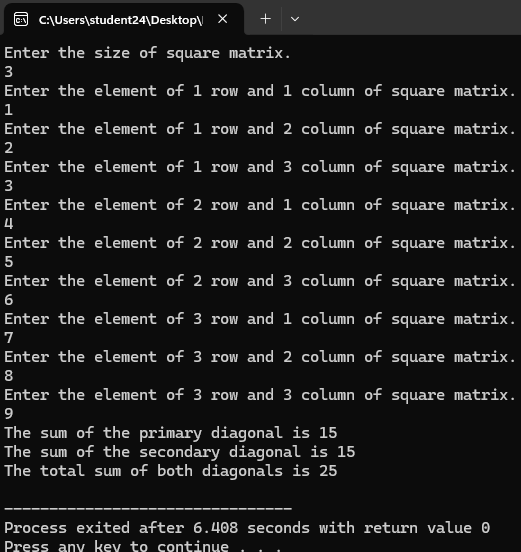 C:\Users\student24\Desktop\
Enter the size of square matrix.
3
Enter the element of 1 row and 1 column of square matrix.
1
Enter the element of 1 row and 2 column of square matrix.
2
Enter the element of 1 row and 3 column of square matrix.
3
Enter the element of 2 row and 1 column of square matrix.
4
Enter the element of 2 row and 2 column of square matrix.
5
Enter the element of 2 row and 3 column of square matrix.
6
Enter the element of 3 row and 1 column of square matrix.
7
Enter the element of 3 row and 2 column of square matrix.
8
Enter the element of 3 row and 3 column of square matrix.
9
The sum of the primary diagonal is 15
The sum of the secondary diagonal is 15
The total sum of both diagonals is 25
--------------------------------
Process exited after 6.408 seconds with return value 0
Press any key to continue . . .